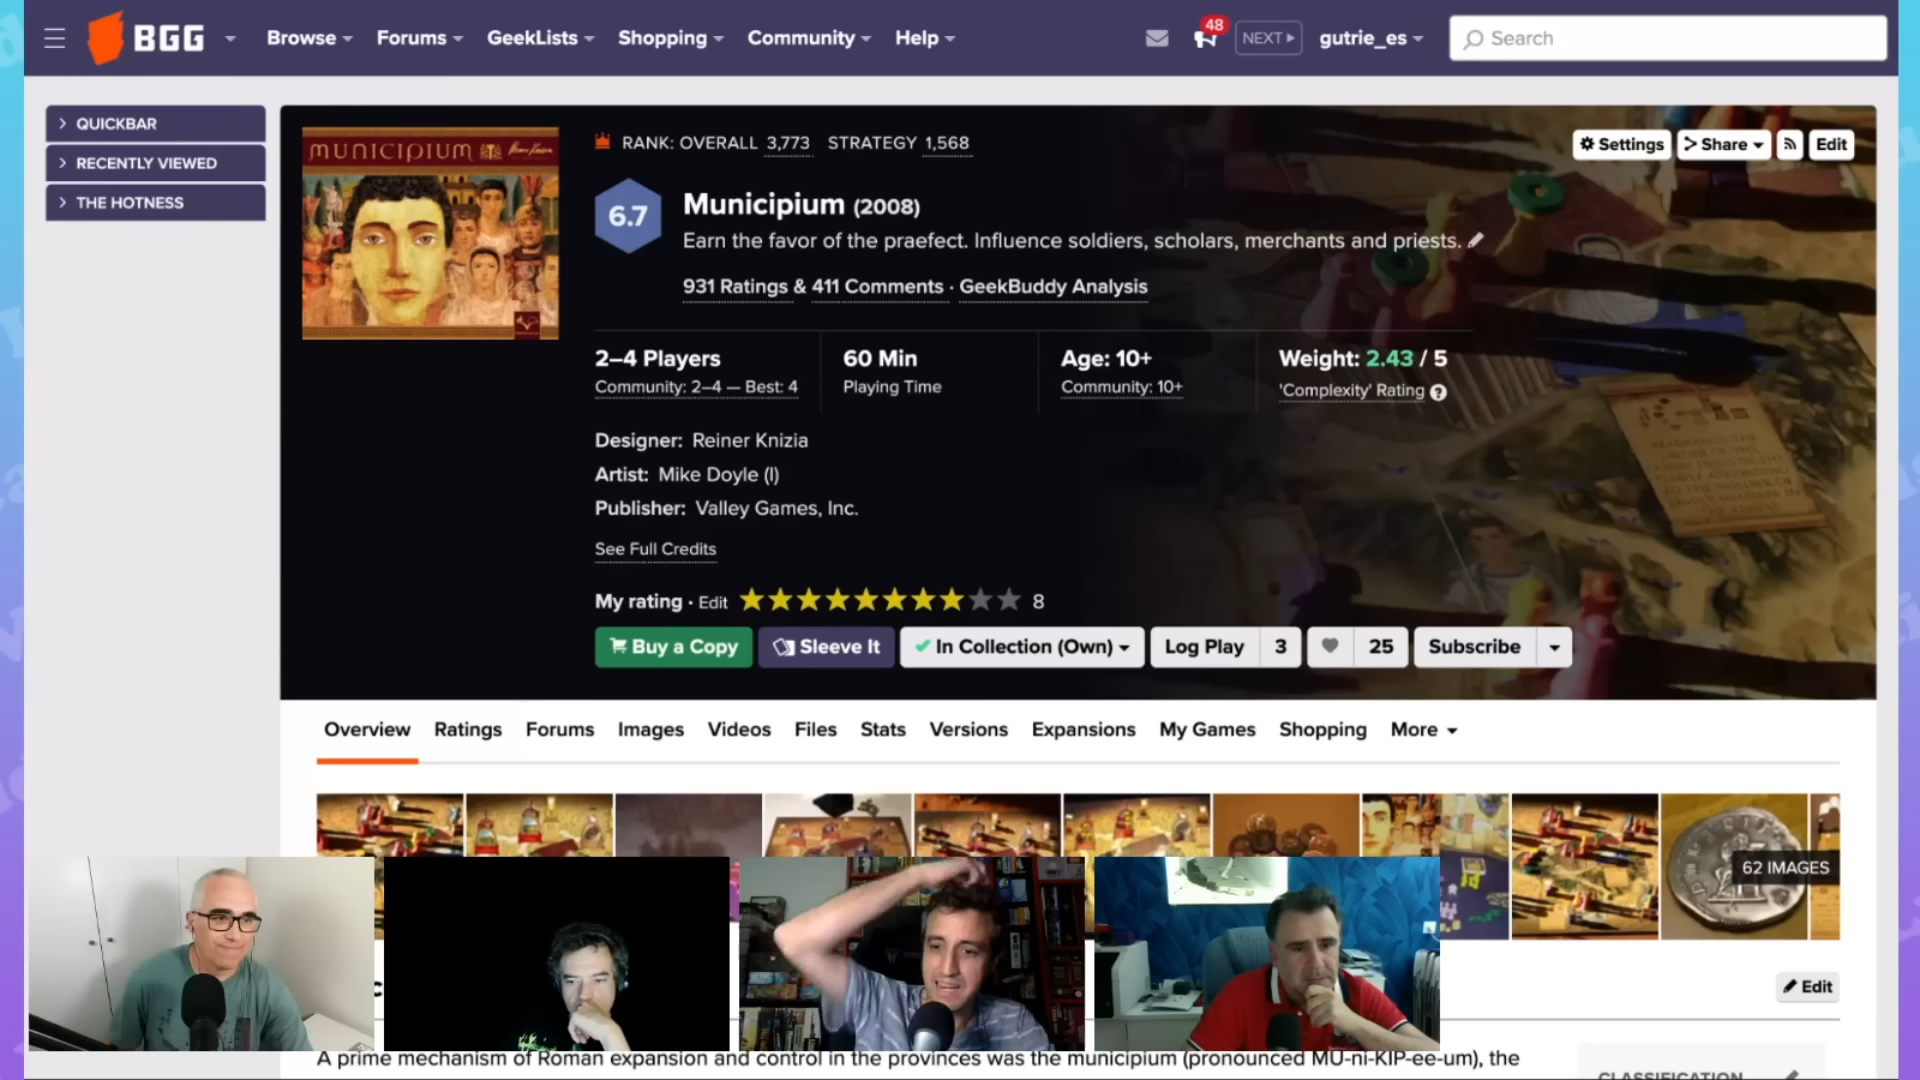 BGG
Browse
Forums
GeekLists
Shopping
Community
Help
48
NEXT
gutrie_es
Search
QUICKBAR
RECENTLY VIEWED
THE HOTNESS
MUNICIPIUM
RANK: OVERALL 3,773 STRATEGY 1,568
Settings
Share
Edit
6.7
Municipium (2008)
Earn the favor of the praefect. Influence soldiers, scholars, merchants and priests.
931 Ratings & 411 Comments · GeekBuddy Analysis
2–4 Players
Community: 2–4 — Best: 4
60 Min
Playing Time
Age: 10+
Community: 10+
Weight: 2.43 / 5
'Complexity' Rating ?
Designer: Reiner Knizia
Artist: Mike Doyle (I)
Publisher: Valley Games, Inc.
See Full Credits
My rating · Edit 8
Buy a Copy
Sleeve It
In Collection (Own)
Log Play 3
25
Subscribe
Overview Ratings Forums Images Videos Files Stats Versions Expansions My Games Shopping More
62 IMAGES
Edit
A prime mechanism of Roman expansion and control in the provinces was the municipium (pronounced MU-ni-KIP-ee-um), the
CLASSIFICATION